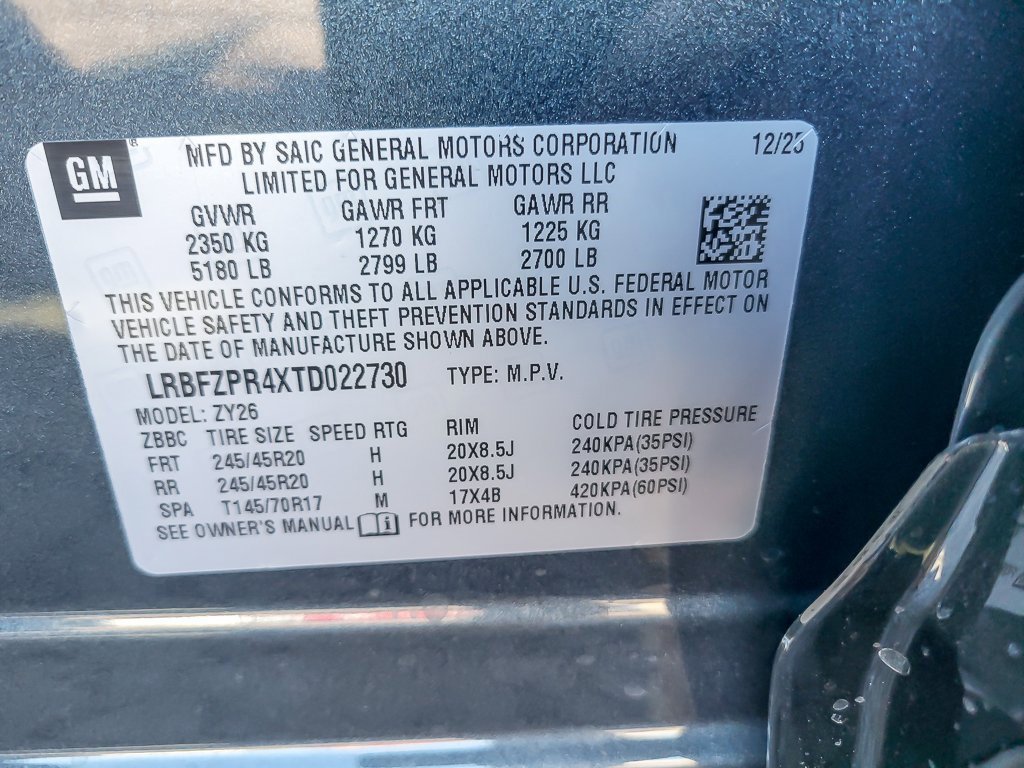 GM
MFD BY SAIC GENERAL MOTORS CORPORATION 12/25
LIMITED FOR GENERAL MOTORS LLC
GVWR GAWR FRT GAWR RR
2350 KG 1270 KG 1225 KG
5180 LB 2799 LB 2700 LB
THIS VEHICLE CONFORMS TO ALL APPLICABLE U.S. FEDERAL MOTOR
VEHICLE SAFETY AND THEFT PREVENTION STANDARDS IN EFFECT ON
THE DATE OF MANUFACTURE SHOWN ABOVE.
LRBFZPR4XTD022730 TYPE: M.P.V.
MODEL: ZY26
ZBBC TIRE SIZE SPEED RTG RIM COLD TIRE PRESSURE
FRT 245/45R20 H 20X8.5J 240KPA(35PSI)
RR 245/45R20 H 20X8.5J 240KPA(35PSI)
SPA T145/70R17 M 17X4B 420KPA(60PSI)
SEE OWNER'S MANUAL i FOR MORE INFORMATION.